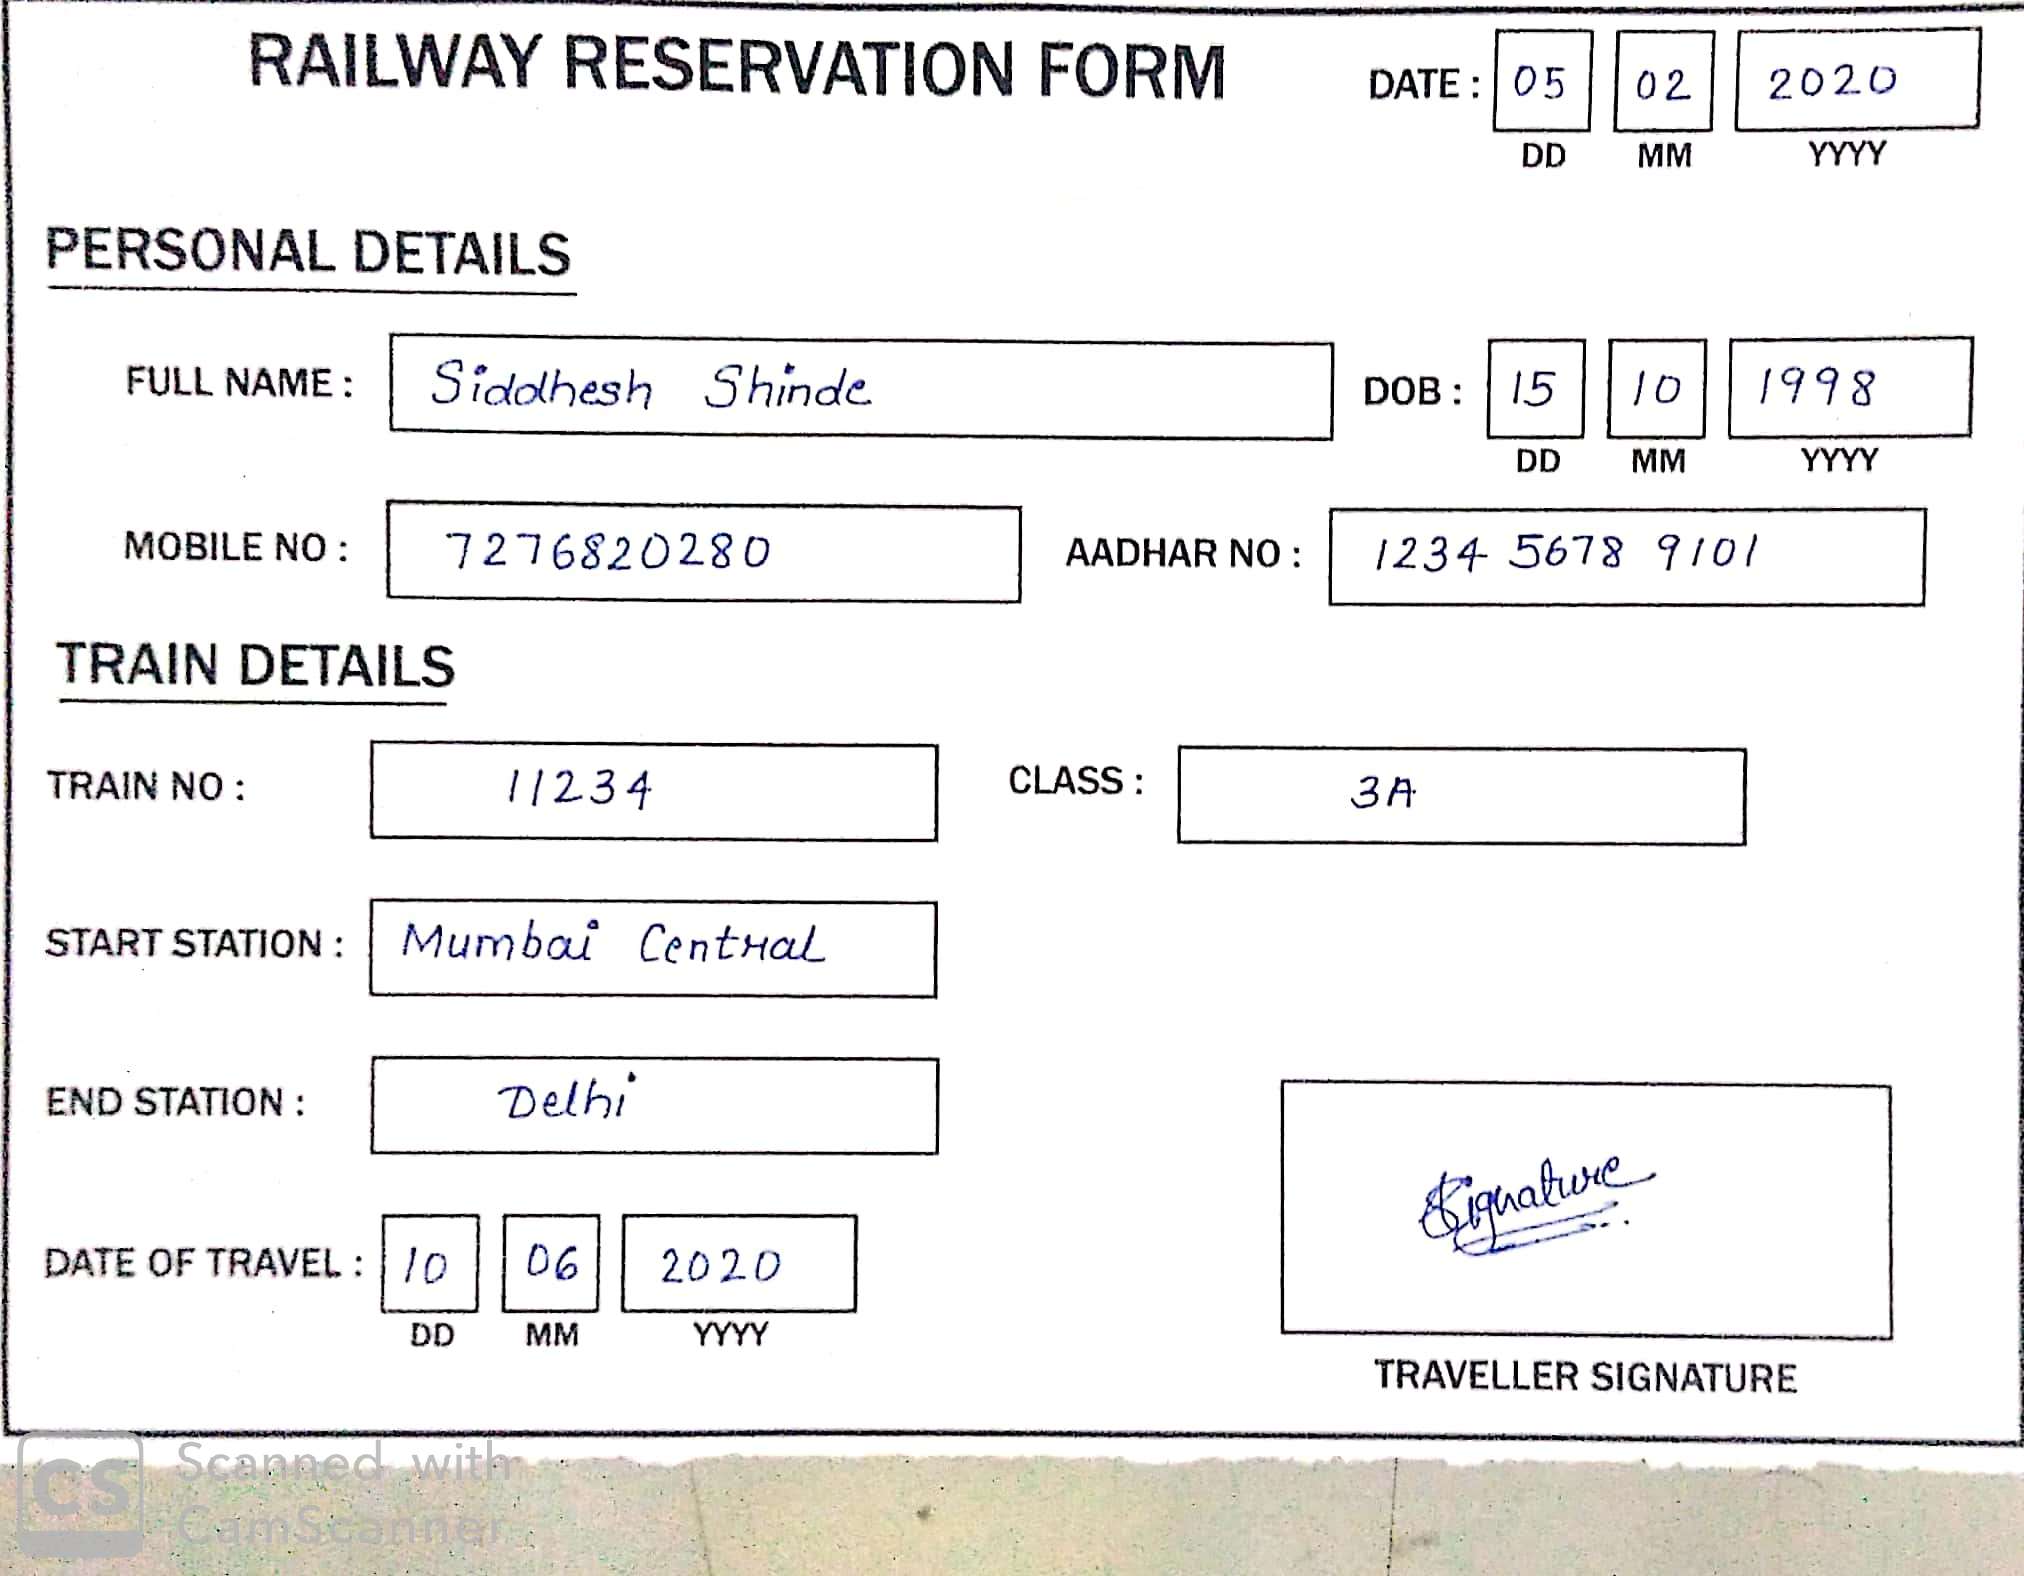 RAILWAY RESERVATION FORM DATE : 05 02 2020
DD MM YYYY
PERSONAL DETAILS
FULL NAME : Siddhesh Shinde DOB : 15 10 1998
DD MM YYYY
MOBILE NO : 7276820280 AADHAR NO : 1234 5678 9101
TRAIN DETAILS
TRAIN NO : 11234 CLASS : 3A
START STATION : Mumbai Central
END STATION : Delhi
Signature
DATE OF TRAVEL : 10 06 2020
DD MM YYYY
TRAVELLER SIGNATURE
CS Scanned with
CamScanner